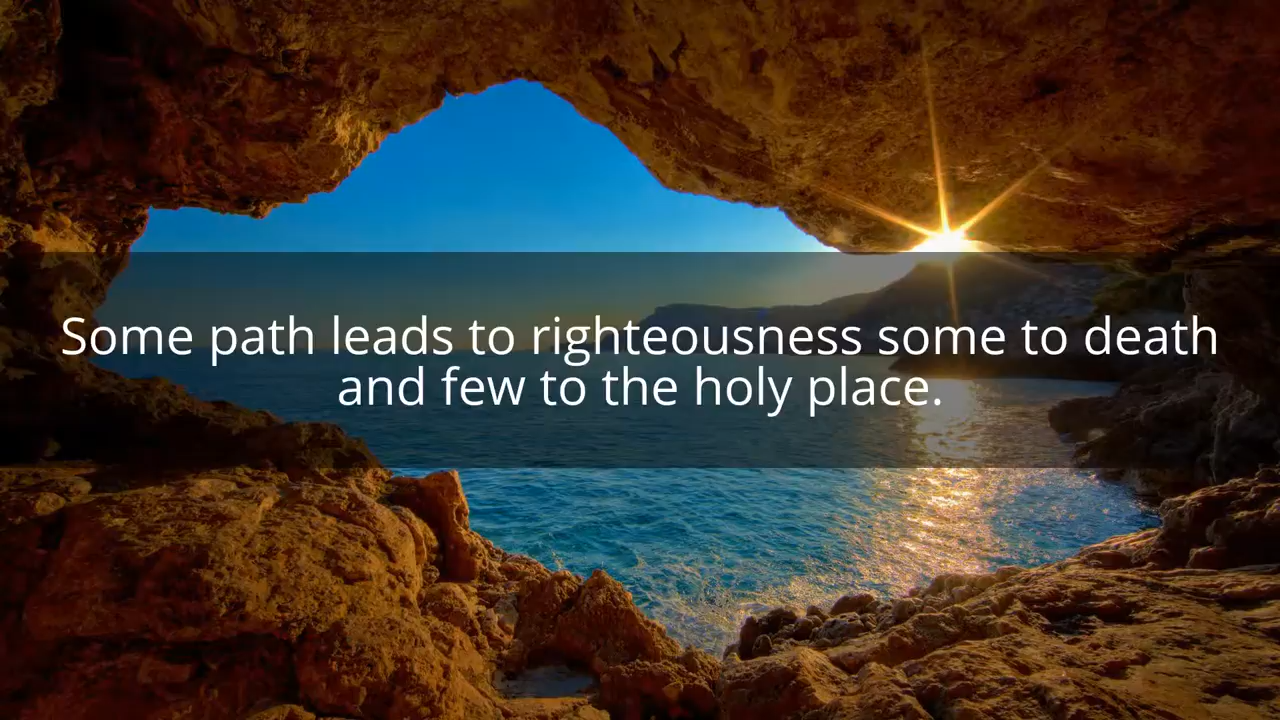 Some path leads to righteousness some to death
and few to the holy place.